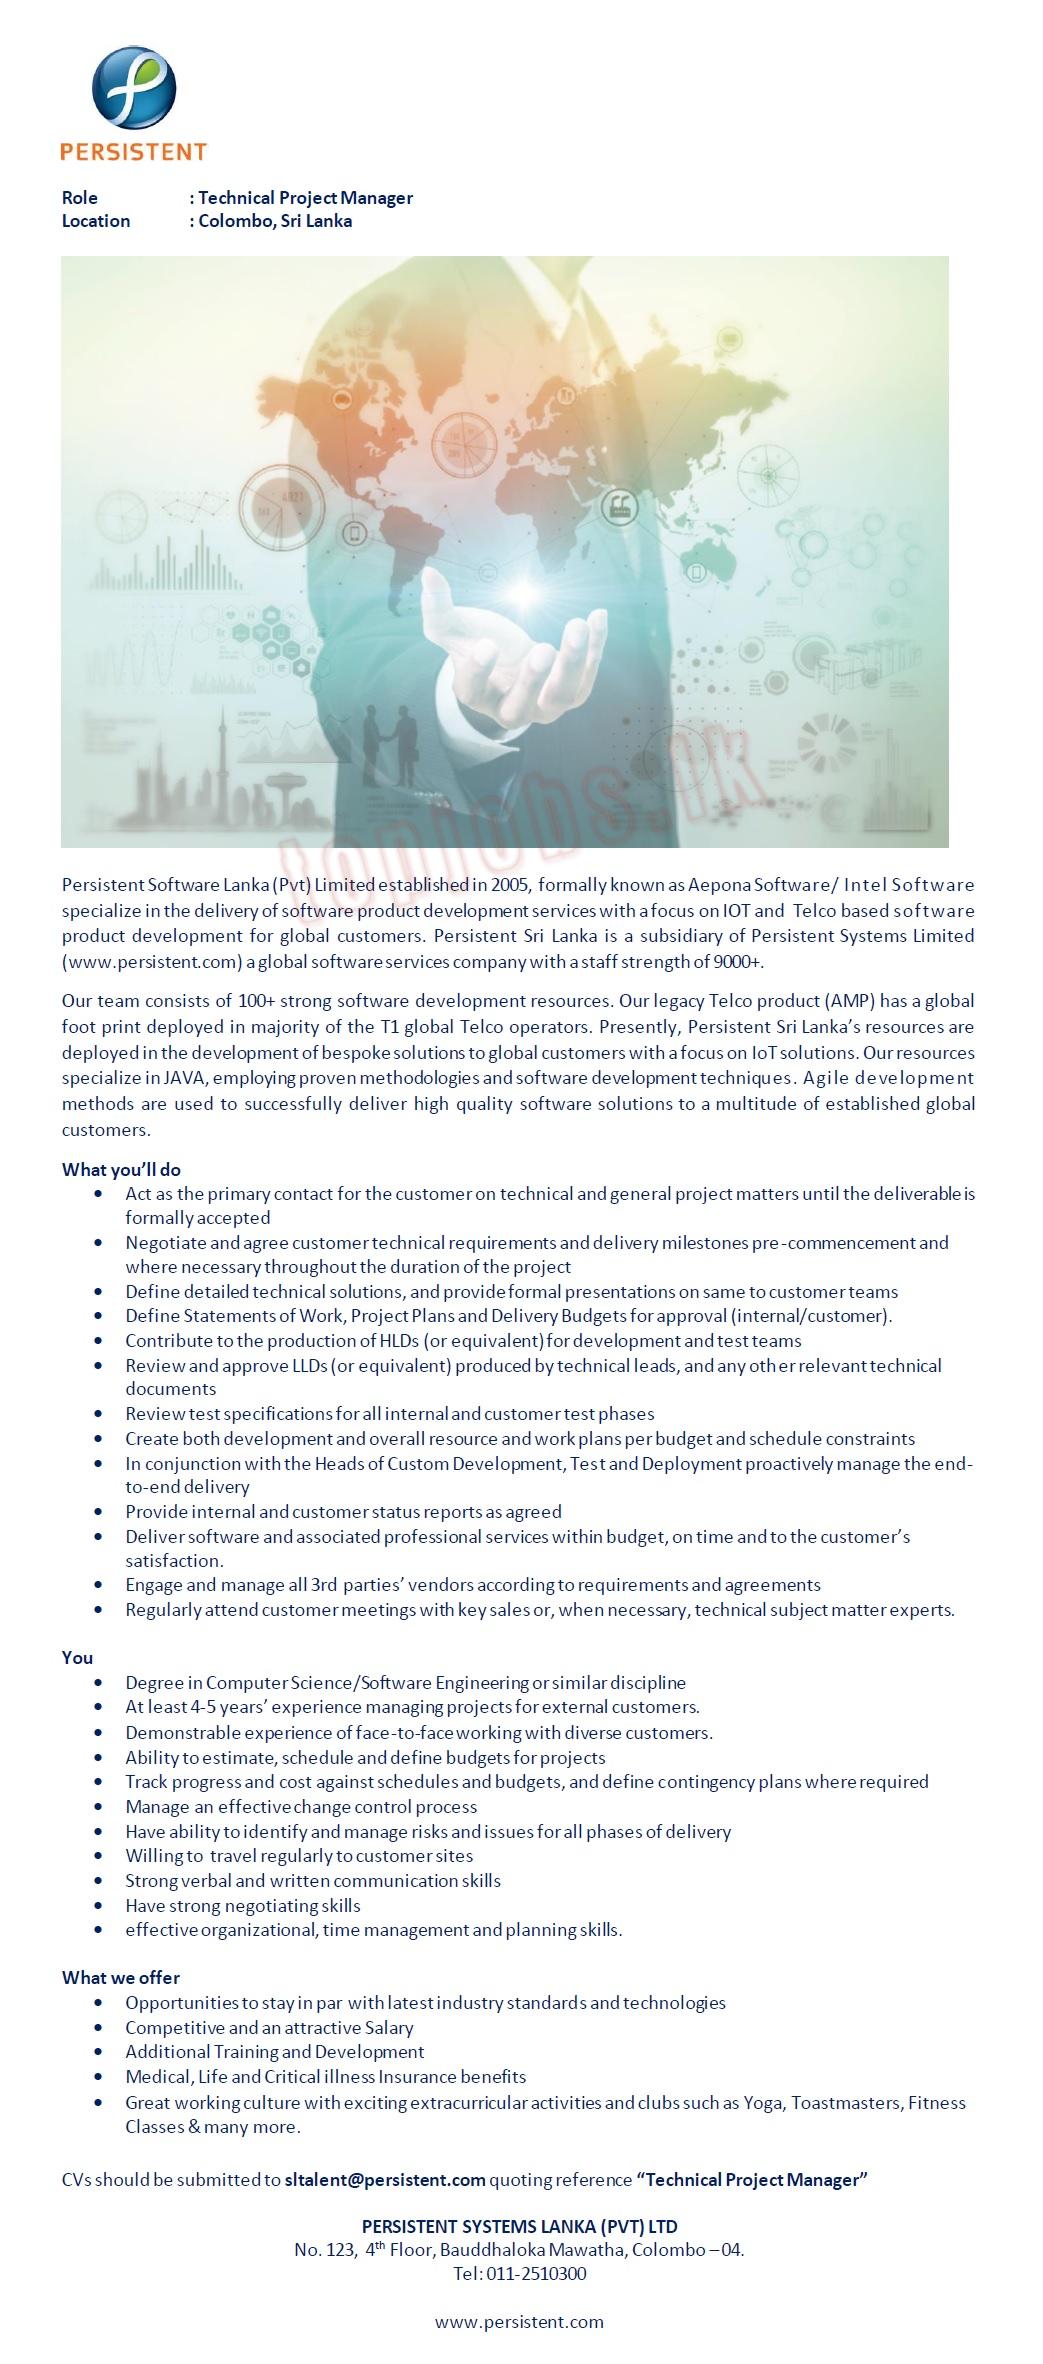 PERSISTENT
Role : Technical Project Manager
Location : Colombo, Sri Lanka
topjobs.lk
Persistent Software Lanka (Pvt) Limited established in 2005, formally known as Aepona Software/ Intel Software
specialize in the delivery of software product development services with a focus on IOT and Telco based software
product development for global customers. Persistent Sri Lanka is a subsidiary of Persistent Systems Limited
(www.persistent.com) a global software services company with a staff strength of 9000+.
Our team consists of 100+ strong software development resources. Our legacy Telco product (AMP) has a global
foot print deployed in majority of the T1 global Telco operators. Presently, Persistent Sri Lanka’s resources are
deployed in the development of bespoke solutions to global customers with a focus on IoT solutions. Our resources
specialize in JAVA, employing proven methodologies and software development techniques. Agile development
methods are used to successfully deliver high quality software solutions to a multitude of established global
customers.
What you’ll do
• Act as the primary contact for the customer on technical and general project matters until the deliverable is
formally accepted
• Negotiate and agree customer technical requirements and delivery milestones pre-commencement and
where necessary throughout the duration of the project
• Define detailed technical solutions, and provide formal presentations on same to customer teams
• Define Statements of Work, Project Plans and Delivery Budgets for approval (internal/customer).
• Contribute to the production of HLDs (or equivalent) for development and test teams
• Review and approve LLDs (or equivalent) produced by technical leads, and any other relevant technical
documents
• Review test specifications for all internal and customer test phases
• Create both development and overall resource and work plans per budget and schedule constraints
• In conjunction with the Heads of Custom Development, Test and Deployment proactively manage the end-
to-end delivery
• Provide internal and customer status reports as agreed
• Deliver software and associated professional services within budget, on time and to the customer’s
satisfaction.
• Engage and manage all 3rd parties’ vendors according to requirements and agreements
• Regularly attend customer meetings with key sales or, when necessary, technical subject matter experts.
You
• Degree in Computer Science/Software Engineering or similar discipline
• At least 4-5 years’ experience managing projects for external customers.
• Demonstrable experience of face-to-face working with diverse customers.
• Ability to estimate, schedule and define budgets for projects
• Track progress and cost against schedules and budgets, and define contingency plans where required
• Manage an effective change control process
• Have ability to identify and manage risks and issues for all phases of delivery
• Willing to travel regularly to customer sites
• Strong verbal and written communication skills
• Have strong negotiating skills
• effective organizational, time management and planning skills.
What we offer
• Opportunities to stay in par with latest industry standards and technologies
• Competitive and an attractive Salary
• Additional Training and Development
• Medical, Life and Critical illness Insurance benefits
• Great working culture with exciting extracurricular activities and clubs such as Yoga, Toastmasters, Fitness
Classes & many more.
CVs should be submitted to sltalent@persistent.com quoting reference “Technical Project Manager”
PERSISTENT SYSTEMS LANKA (PVT) LTD
No. 123, 4th Floor, Bauddhaloka Mawatha, Colombo – 04.
Tel: 011-2510300
www.persistent.com